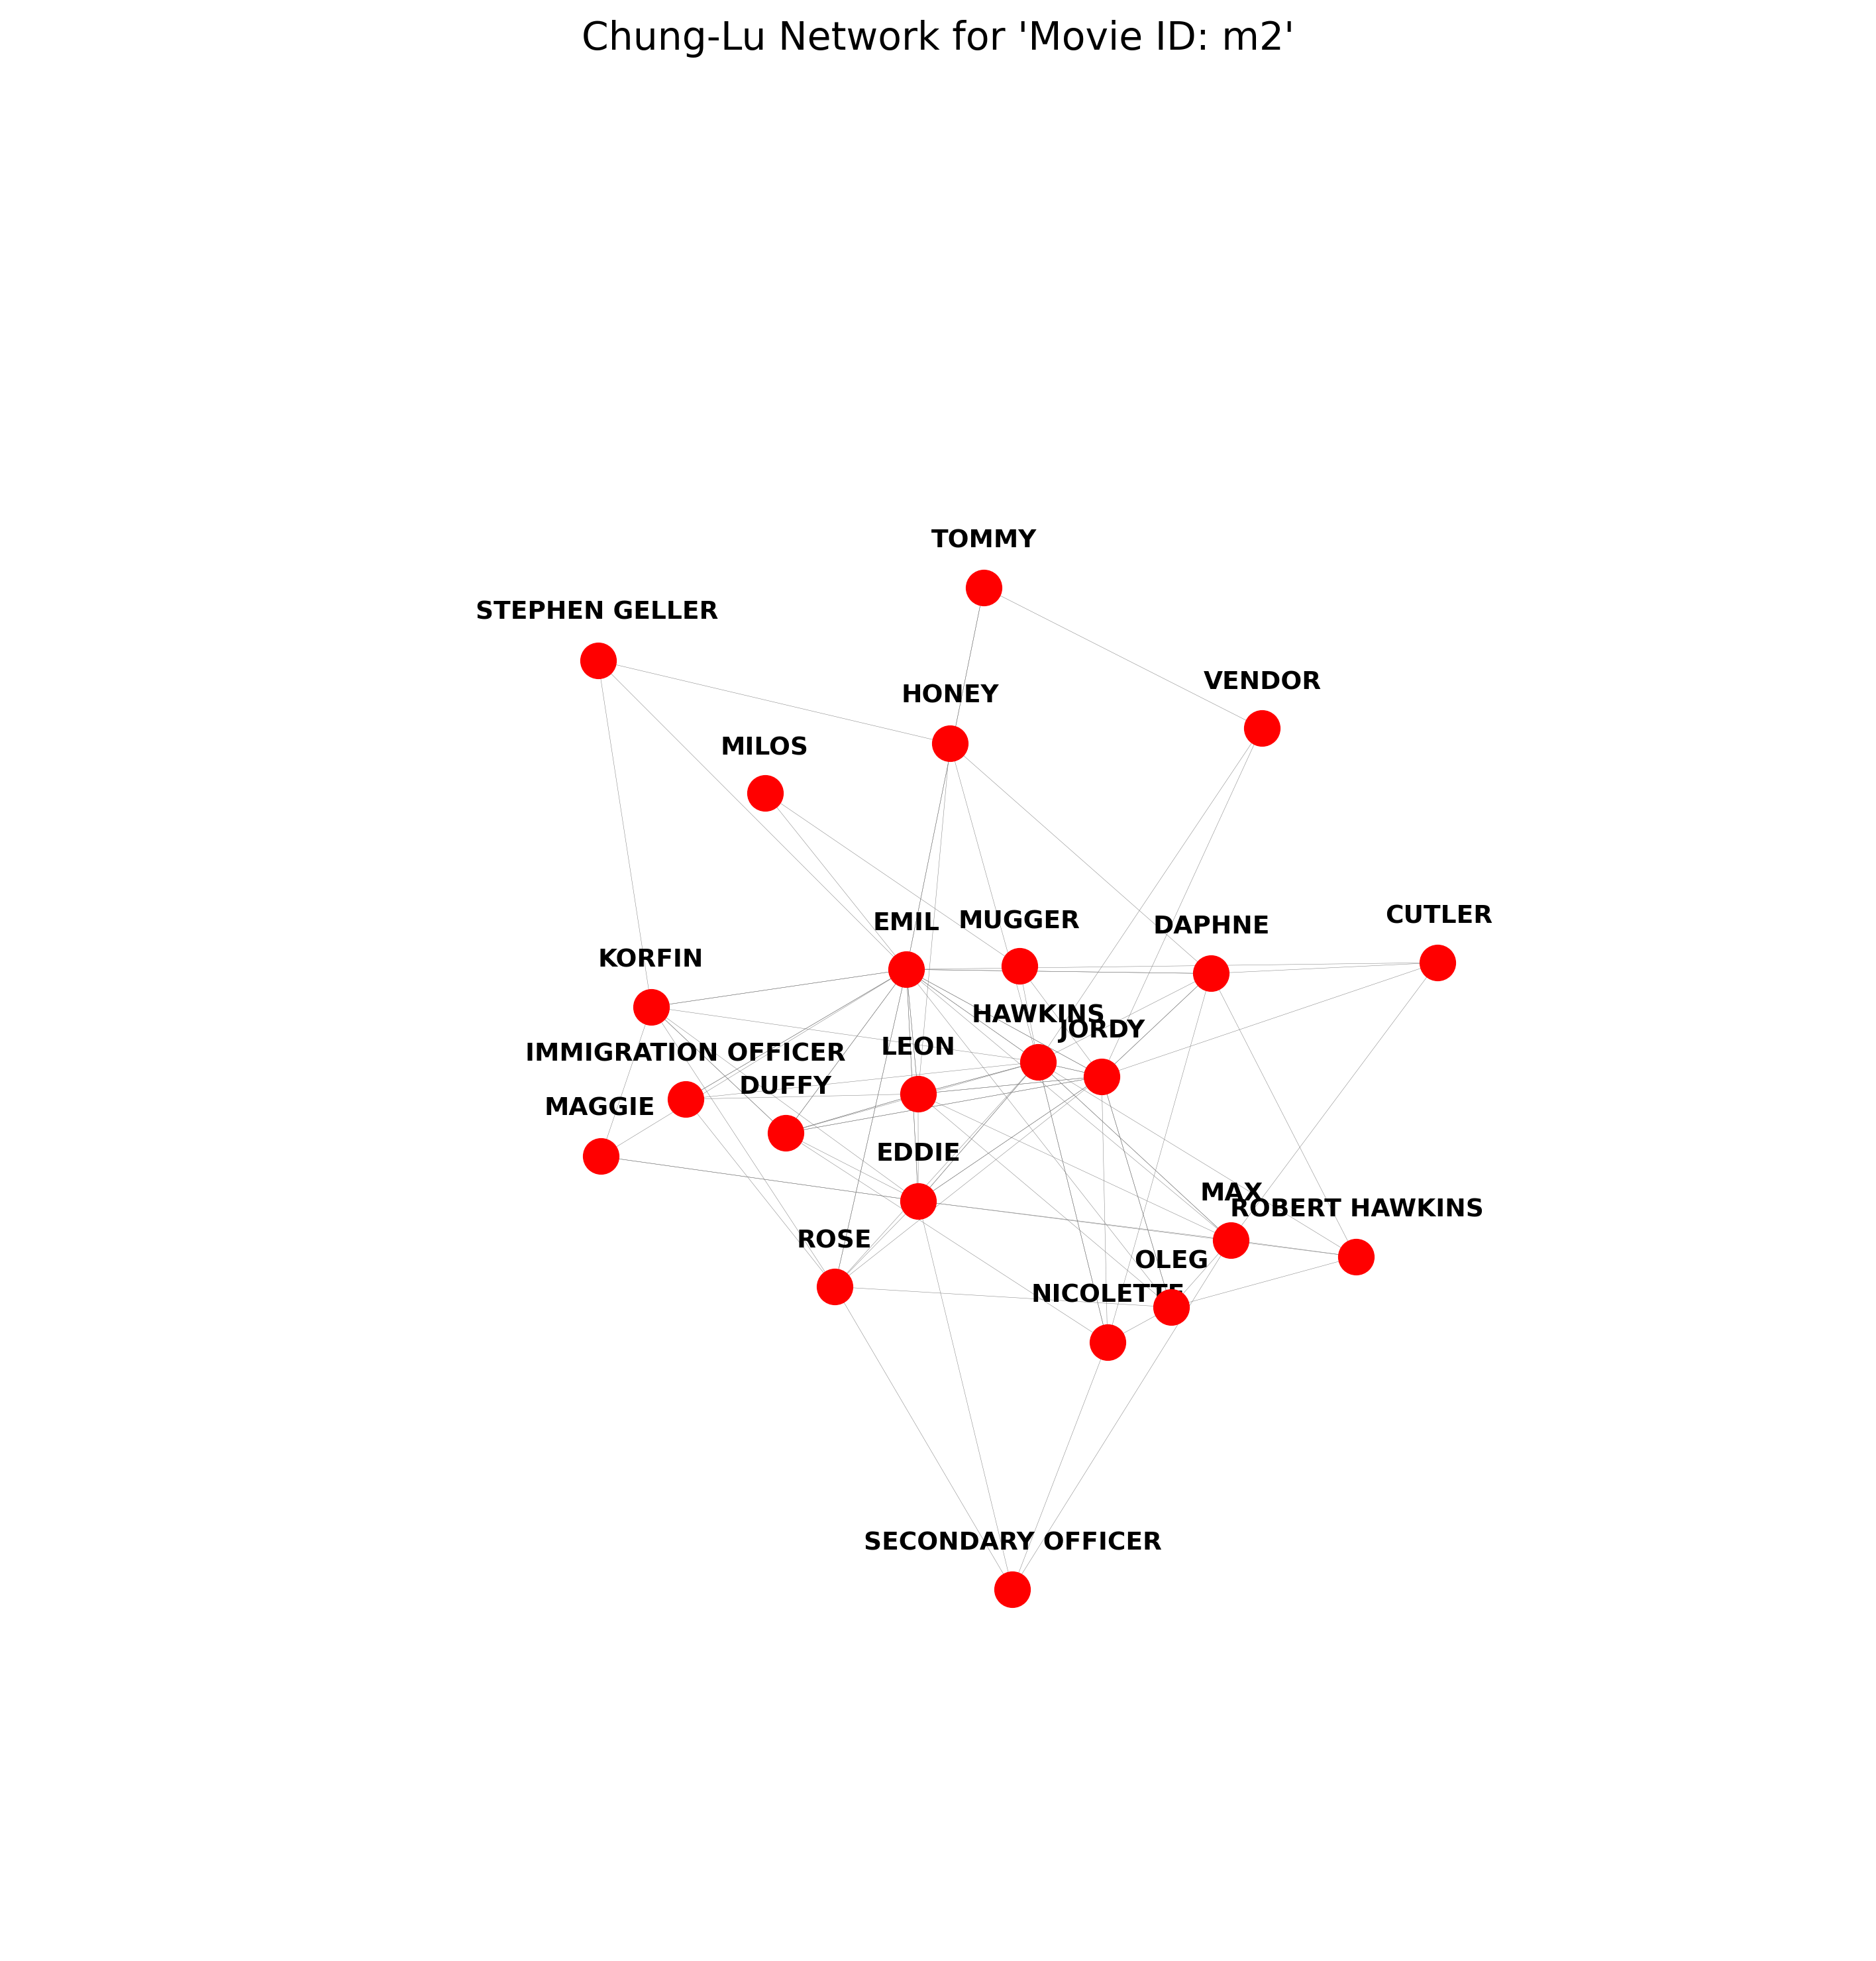 Chung-Lu Network for 'Movie ID: m2'
TOMMY
STEPHEN GELLER
VENDOR
HONEY
MILOS
CUTLER
MUGGER
EMIL
DAPHNE
KORFIN
HAWKINS
JORDY
LEON
IMMIGRATION OFFICER
DUFFY
MAGGIE
EDDIE
MAX
ROBERT HAWKINS
ROSE
OLEG
NICOLETTE
SECONDARY OFFICER